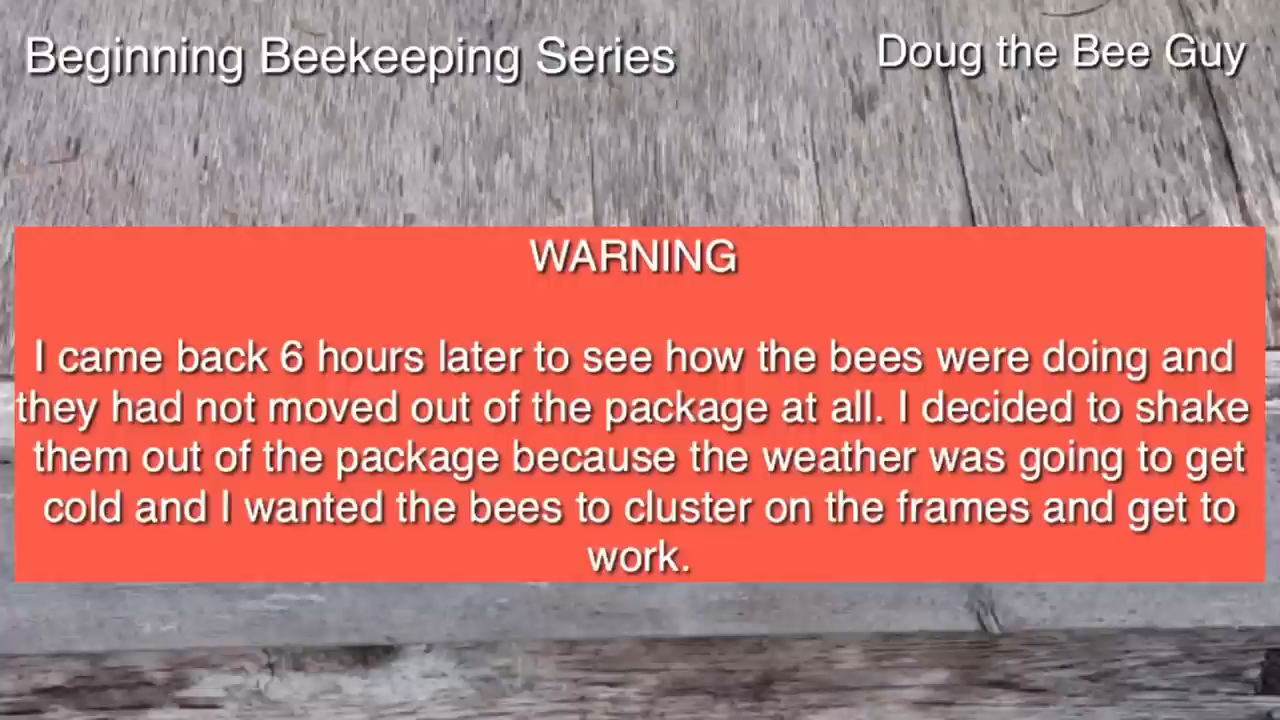 Beginning Beekeeping Series
Doug the Bee Guy
WARNING
I came back 6 hours later to see how the bees were doing and
they had not moved out of the package at all. I decided to shake
them out of the package because the weather was going to get
cold and I wanted the bees to cluster on the frames and get to
work.